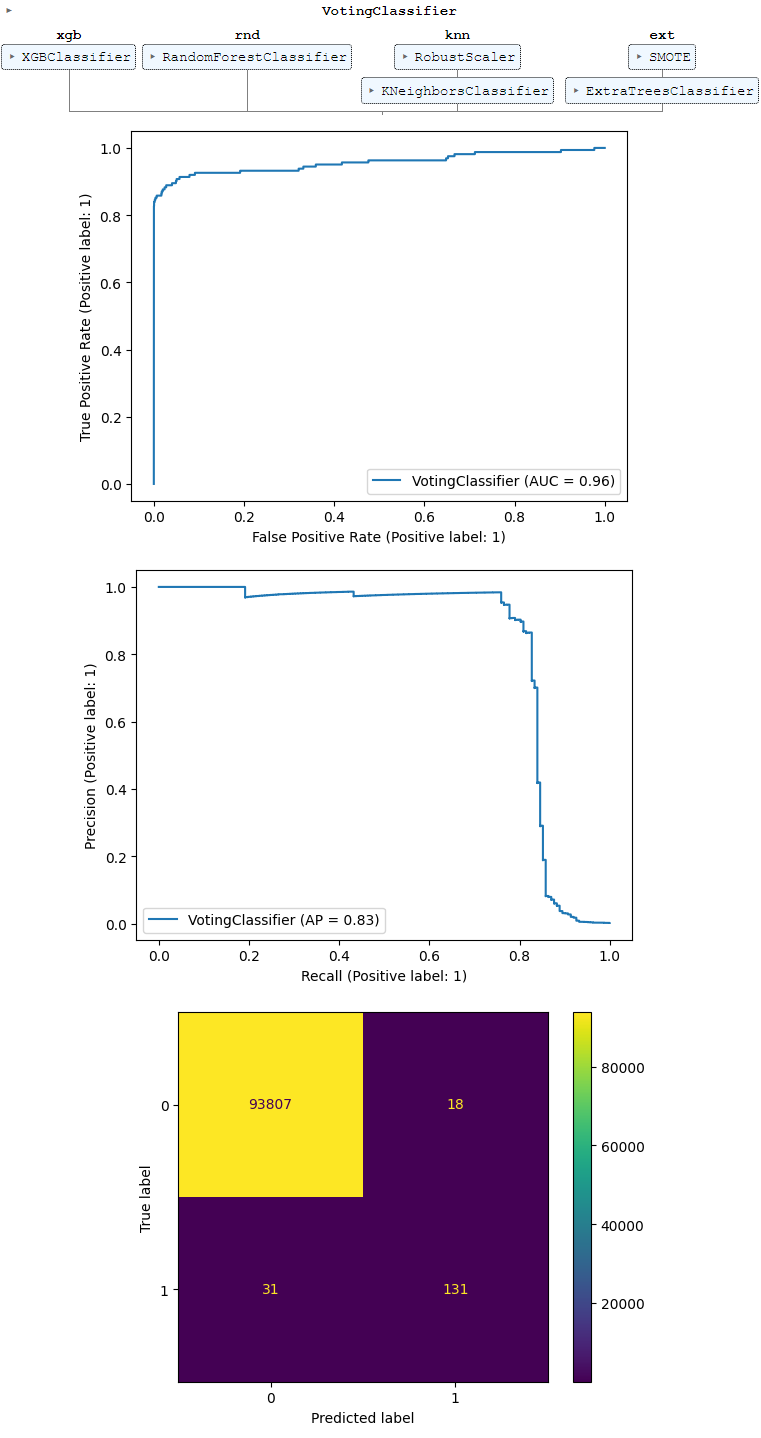 VotingClassifier
xgb rnd knn ext
XGBClassifier RandomForestClassifier RobustScaler SMOTE
KNeighborsClassifier ExtraTreesClassifier
1.0
0.8
0.6
0.4
0.2
0.0
True Positive Rate (Positive label: 1)
VotingClassifier (AUC = 0.96)
0.0 0.2 0.4 0.6 0.8 1.0
False Positive Rate (Positive label: 1)
1.0
0.8
0.6
0.4
0.2
0.0
Precision (Positive label: 1)
VotingClassifier (AP = 0.83)
0.0 0.2 0.4 0.6 0.8 1.0
Recall (Positive label: 1)
80000
0 93807 18
60000
True label
40000
1 31 131
20000
0 1
Predicted label